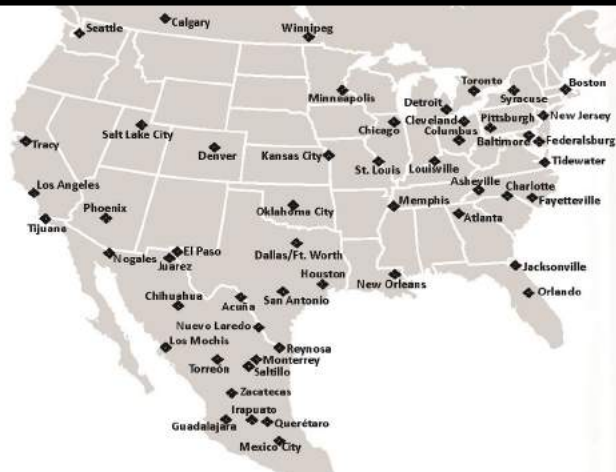 Calgary
Seattle
Winnipeg
Toronto
Boston
Minneapolis
Detroit
Syracuse
Cleveland
Pittsburgh
New Jersey
Chicago
Columbus
Salt Lake City
Baltimore
Federalsburg
Tracy
Denver
Kansas City
St. Louis
Louisville
Tidewater
Asheville
Los Angeles
Charlotte
Phoenix
Oklahoma City
Memphis
Fayetteville
Tijuana
Atlanta
Nogales
El Paso
Juarez
Dallas/Ft. Worth
Houston
Jacksonville
New Orleans
Chihuahua
Acuña
San Antonio
Orlando
Nuevo Laredo
Los Mochis
Reynosa
Torreón
Monterrey
Saltillo
Zacatecas
Irapuato
Guadalajara
Querétaro
Mexico City